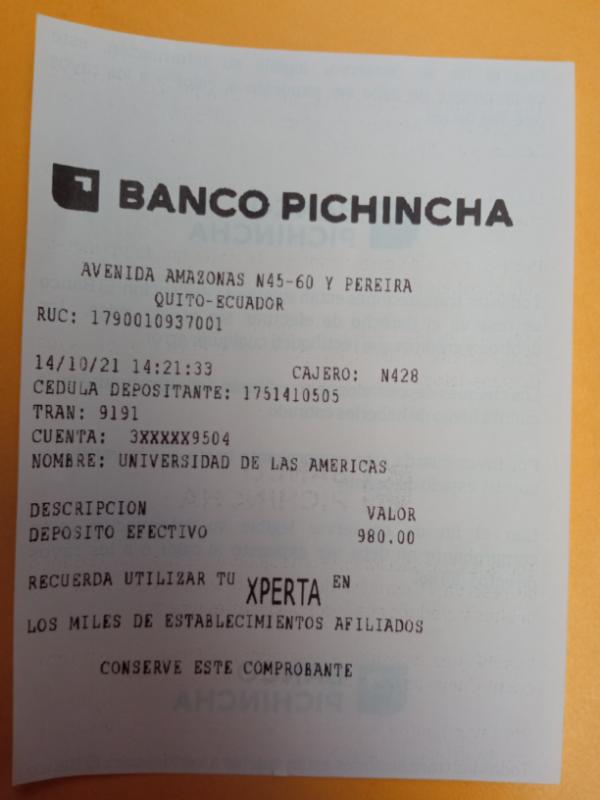 BANCO PICHINCHA
AVENIDA AMAZONAS N45-60 Y PEREIRA
QUITO-ECUADOR
RUC: 1790010937001
14/10/21 14:21:33 CAJERO: N428
CEDULA DEPOSITANTE: 1751410505
TRAN: 9191
CUENTA: 3XXXXX9504
NOMBRE: UNIVERSIDAD DE LAS AMERICAS
DESCRIPCION VALOR
DEPOSITO EFECTIVO 980.00
RECUERDA UTILIZAR TU XPERTA EN
LOS MILES DE ESTABLECIMIENTOS AFILIADOS
CONSERVE ESTE COMPROBANTE